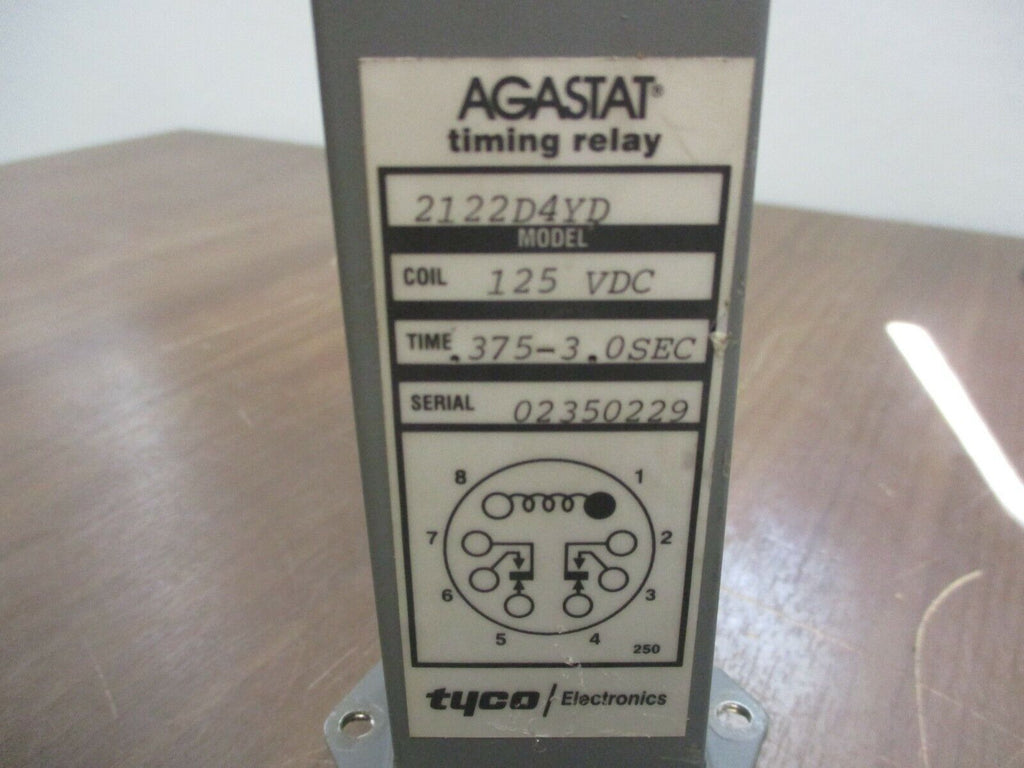 AGASTAT®
timing relay
2122D4YD
MODEL
COIL 125 VDC
TIME .375-3.0SEC
SERIAL 02350229
8 1
7 2
6 3
5 4
250
tyco / Electronics